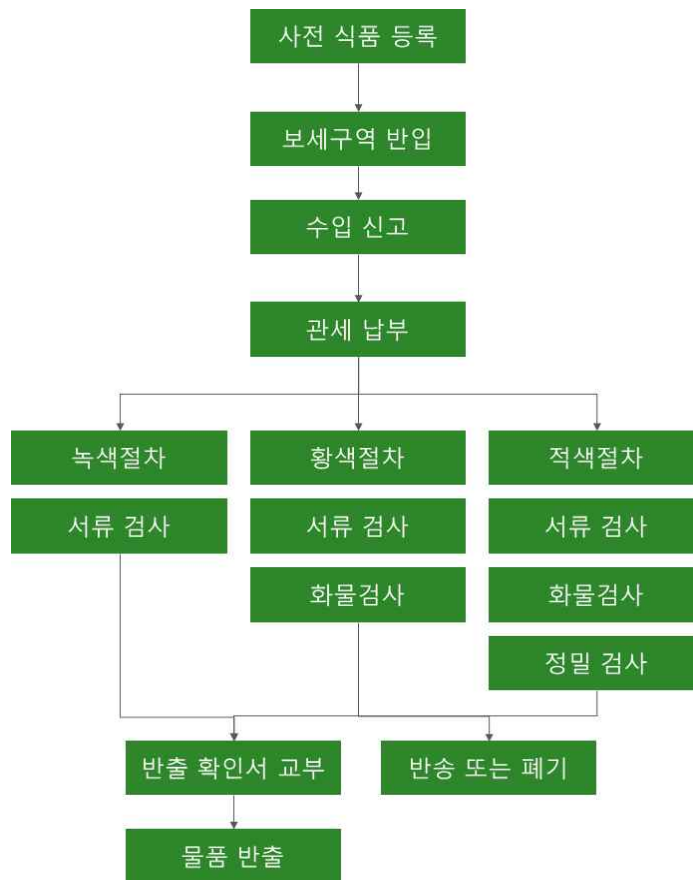 사전 식품 등록
보세구역 반입
수입 신고
관세 납부
녹색절차
황색절차
적색절차
서류 검사
서류 검사
서류 검사
화물검사
화물검사
정밀 검사
반출 확인서 교부
반송 또는 폐기
물품 반출